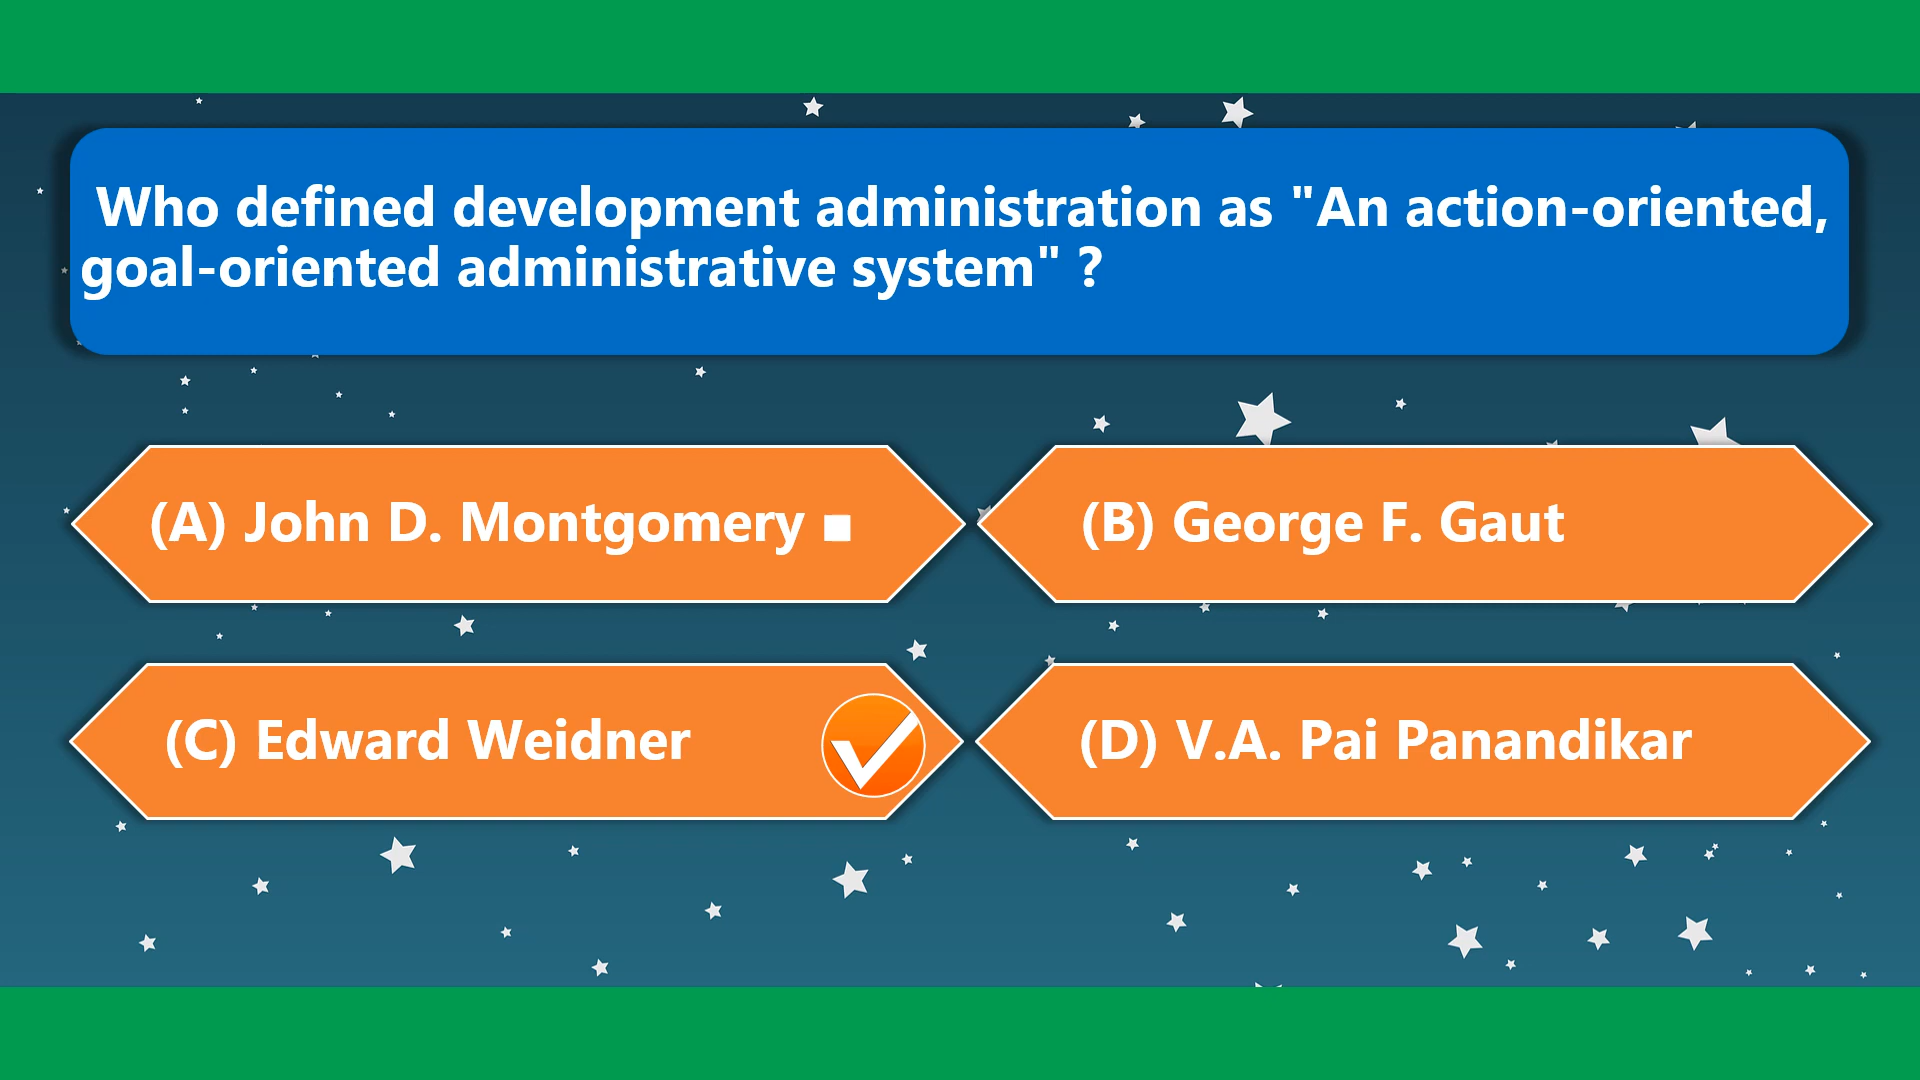 Who defined development administration as "An action-oriented,
goal-oriented administrative system" ?
(A) John D. Montgomery ■
(B) George F. Gaut
(C) Edward Weidner
(D) V.A. Pai Panandikar